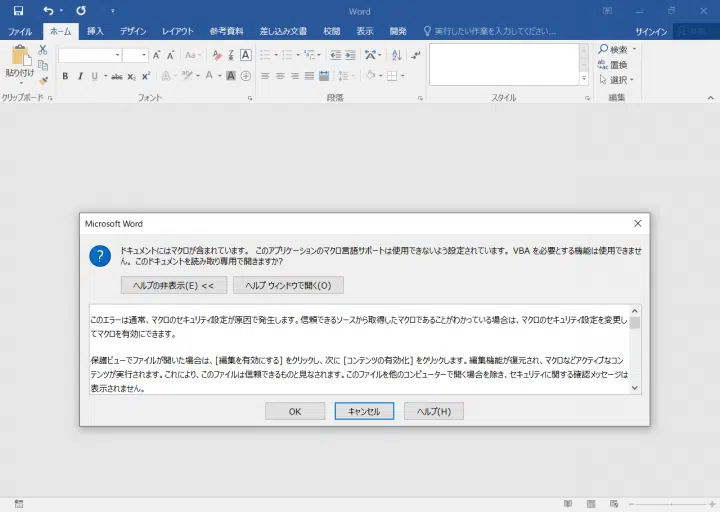 Word
ファイル ホーム 挿入 デザイン レイアウト 参考資料 差し込み文書 校閲 表示 開発 実行したい作業を入力してください... サインイン
検索
置換
選択
貼り付け
B I U abc X₂ X² A A A
Aa A
クリップボード フォント 段落 スタイル 編集
Microsoft Word
ドキュメントにはマクロが含まれています。 このアプリケーションのマクロ言語サポートは使用できないよう設定されています。 VBA を必要とする機能は使用できませ
ん。このドキュメントを読み取り専用で開きますか?
ヘルプの非表示(E) << ヘルプ ウィンドウで開く(O)
このエラーは通常、マクロのセキュリティ設定が原因で発生します。信頼できるソースから取得したマクロであることがわかっている場合は、マクロのセキュリティ設定を変更し
てマクロを有効にできます。
保護ビューでファイルが開いた場合は、[編集を有効にする] をクリックし、次に [コンテンツの有効化] をクリックします。編集機能が復元され、マクロなどアクティブなコン
テンツが実行されます。これにより、このファイルは信頼できるものと見なされます。このファイルを他のコンピューターで開く場合を除き、セキュリティに関する確認メッセージは
表示されません。
OK キャンセル ヘルプ(H)